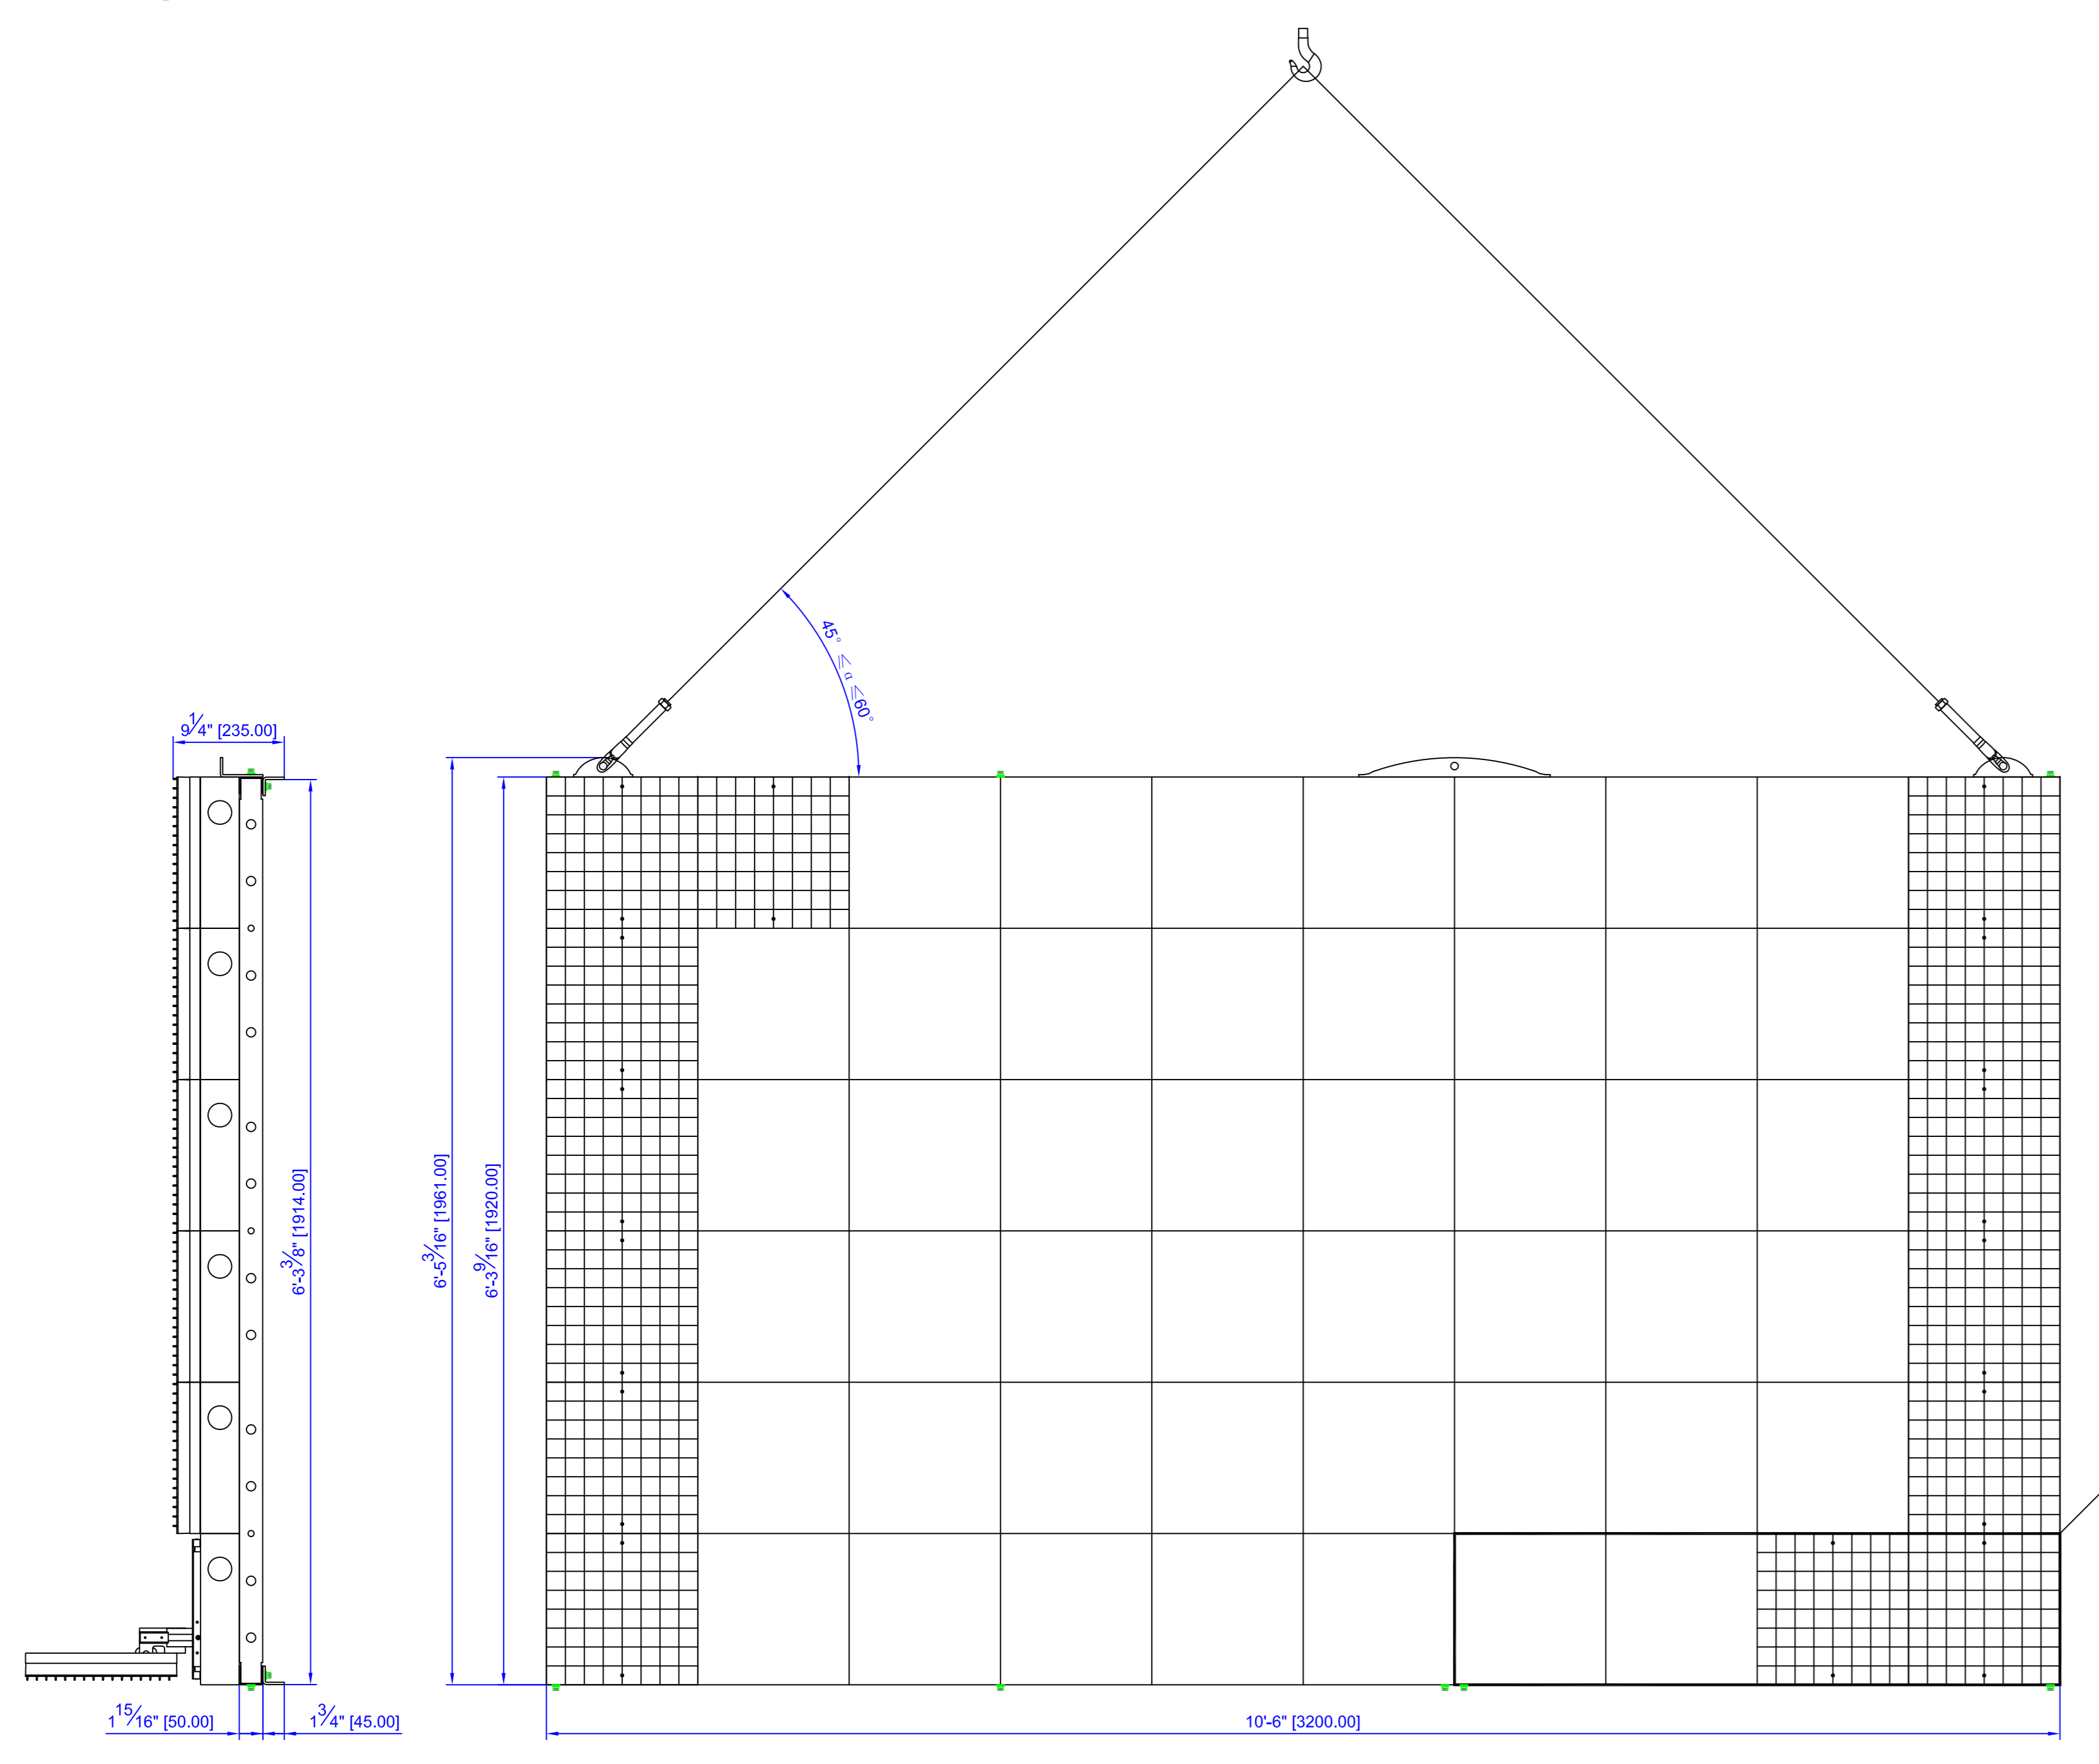 45° ≤ a ≤60°
9 1/4" [235.00]
6'-3 3/8" [1914.00]
6'-5 3/16" [1961.00]
6'-3 9/16" [1920.00]
1 15/16" [50.00]
1 3/4" [45.00]
10'-6" [3200.00]